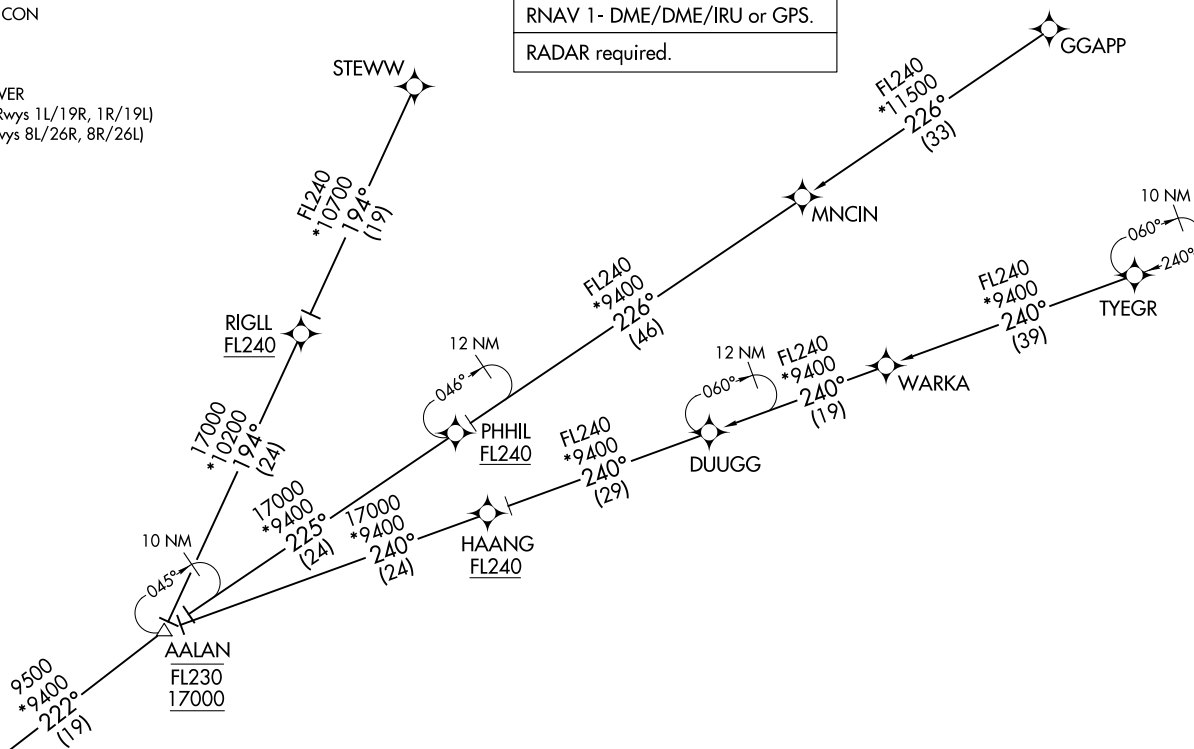 CON
RNAV 1- DME/DME/IRU or GPS.
RADAR required.
GGAPP
STEWW
VER
Rwys 1L/19R, 1R/19L)
wys 8L/26R, 8R/26L)
FL240
*11500
226°
(33)
FL240
*10700
194°
(19)
MNCIN
10 NM
060°
240°
TYEGR
FL240
*9400
226°
(46)
FL240
*9400
240°
(39)
RIGLL
FL240
12 NM
046°
12 NM
060°
FL240
*9400
240°
(19)
WARKA
17000
*10200
194°
(24)
PHHIL
FL240
FL240
*9400
240°
(29)
DUUGG
17000
*9400
225°
(24)
17000
*9400
240°
(24)
HAANG
FL240
10 NM
045°
AALAN
FL230
17000
9500
*9400
222°
(19)